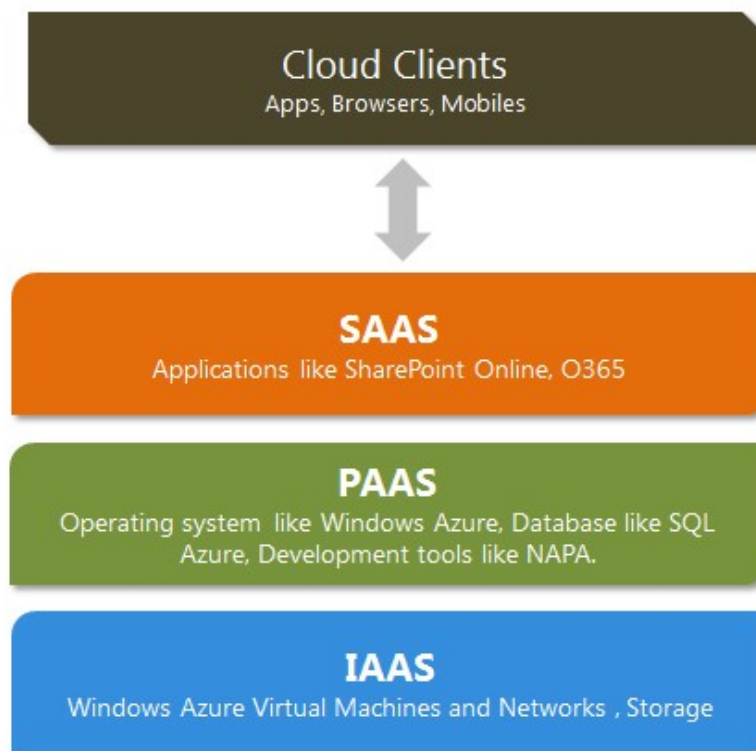 Cloud Clients
Apps, Browsers, Mobiles
SAAS
Applications like SharePoint Online, O365
PAAS
Operating system like Windows Azure, Database like SQL
Azure, Development tools like NAPA.
IAAS
Windows Azure Virtual Machines and Networks , Storage